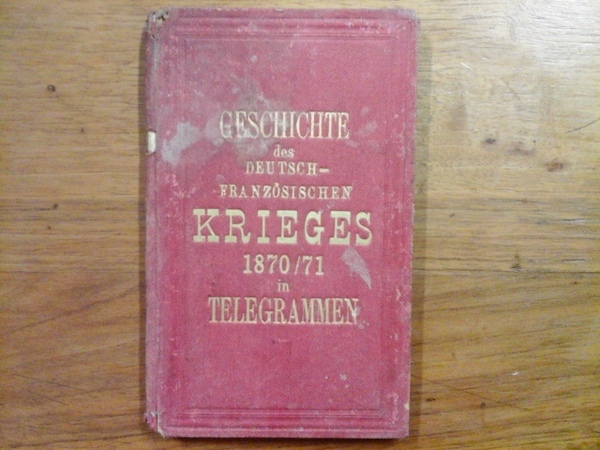 GESCHICHTE
des
DEUTSCH-
FRANZÖSISCHEN
KRIEGES
1870/71
in
TELEGRAMMEN